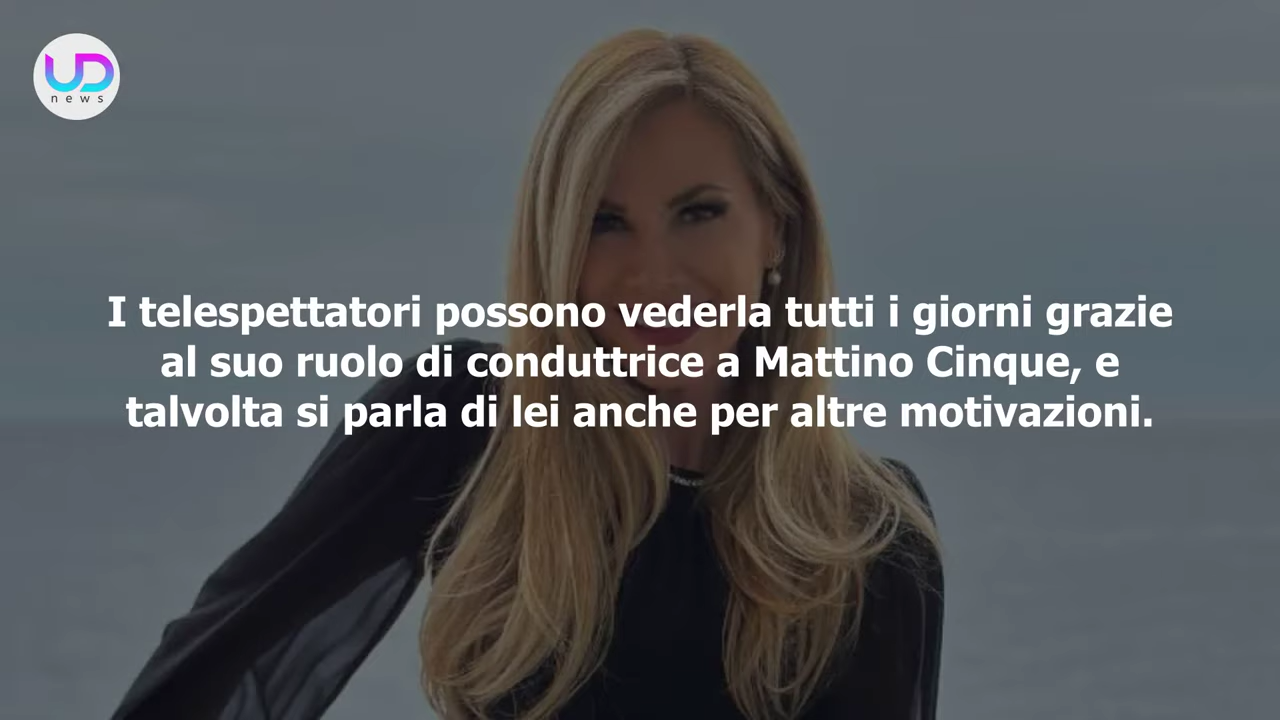 UD
news
I telespettatori possono vederla tutti i giorni grazie
al suo ruolo di conduttrice a Mattino Cinque, e
talvolta si parla di lei anche per altre motivazioni.